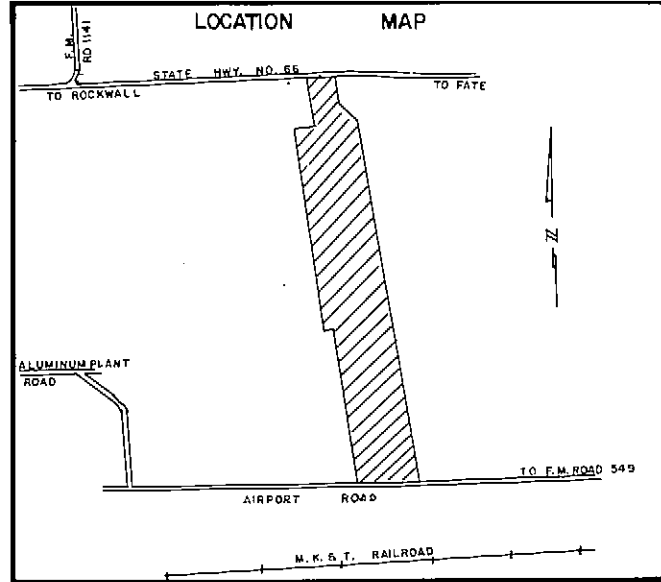 LOCATION MAP
F. M.
RD 1141
STATE HWY. NO. 66
TO ROCKWALL
TO FATE
N
ALUMINUM PLANT
ROAD
TO F.M. ROAD 549
AIRPORT ROAD
M. K. & T. RAILROAD